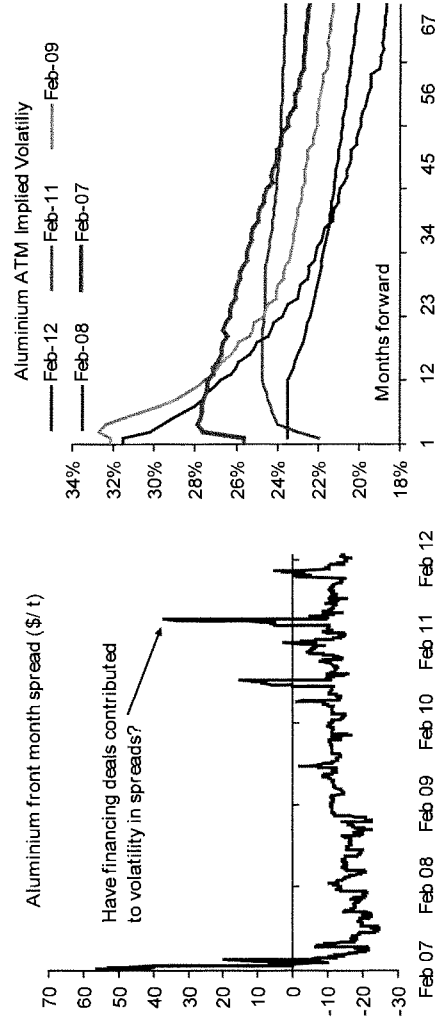 Aluminium front month spread ($/t)
70
60
50
40
30
20
10
0
-10
-20
-30
Have financing deals contributed
to volatility in spreads?
Feb 07 Feb 08 Feb 09 Feb 10 Feb 11 Feb 12
Aluminium ATM Implied Volatiliy
Feb-12 Feb-11 Feb-09
Feb-08 Feb-07
34%
32%
30%
28%
26%
24%
22%
20%
18%
Months forward
1 12 23 34 45 56 67